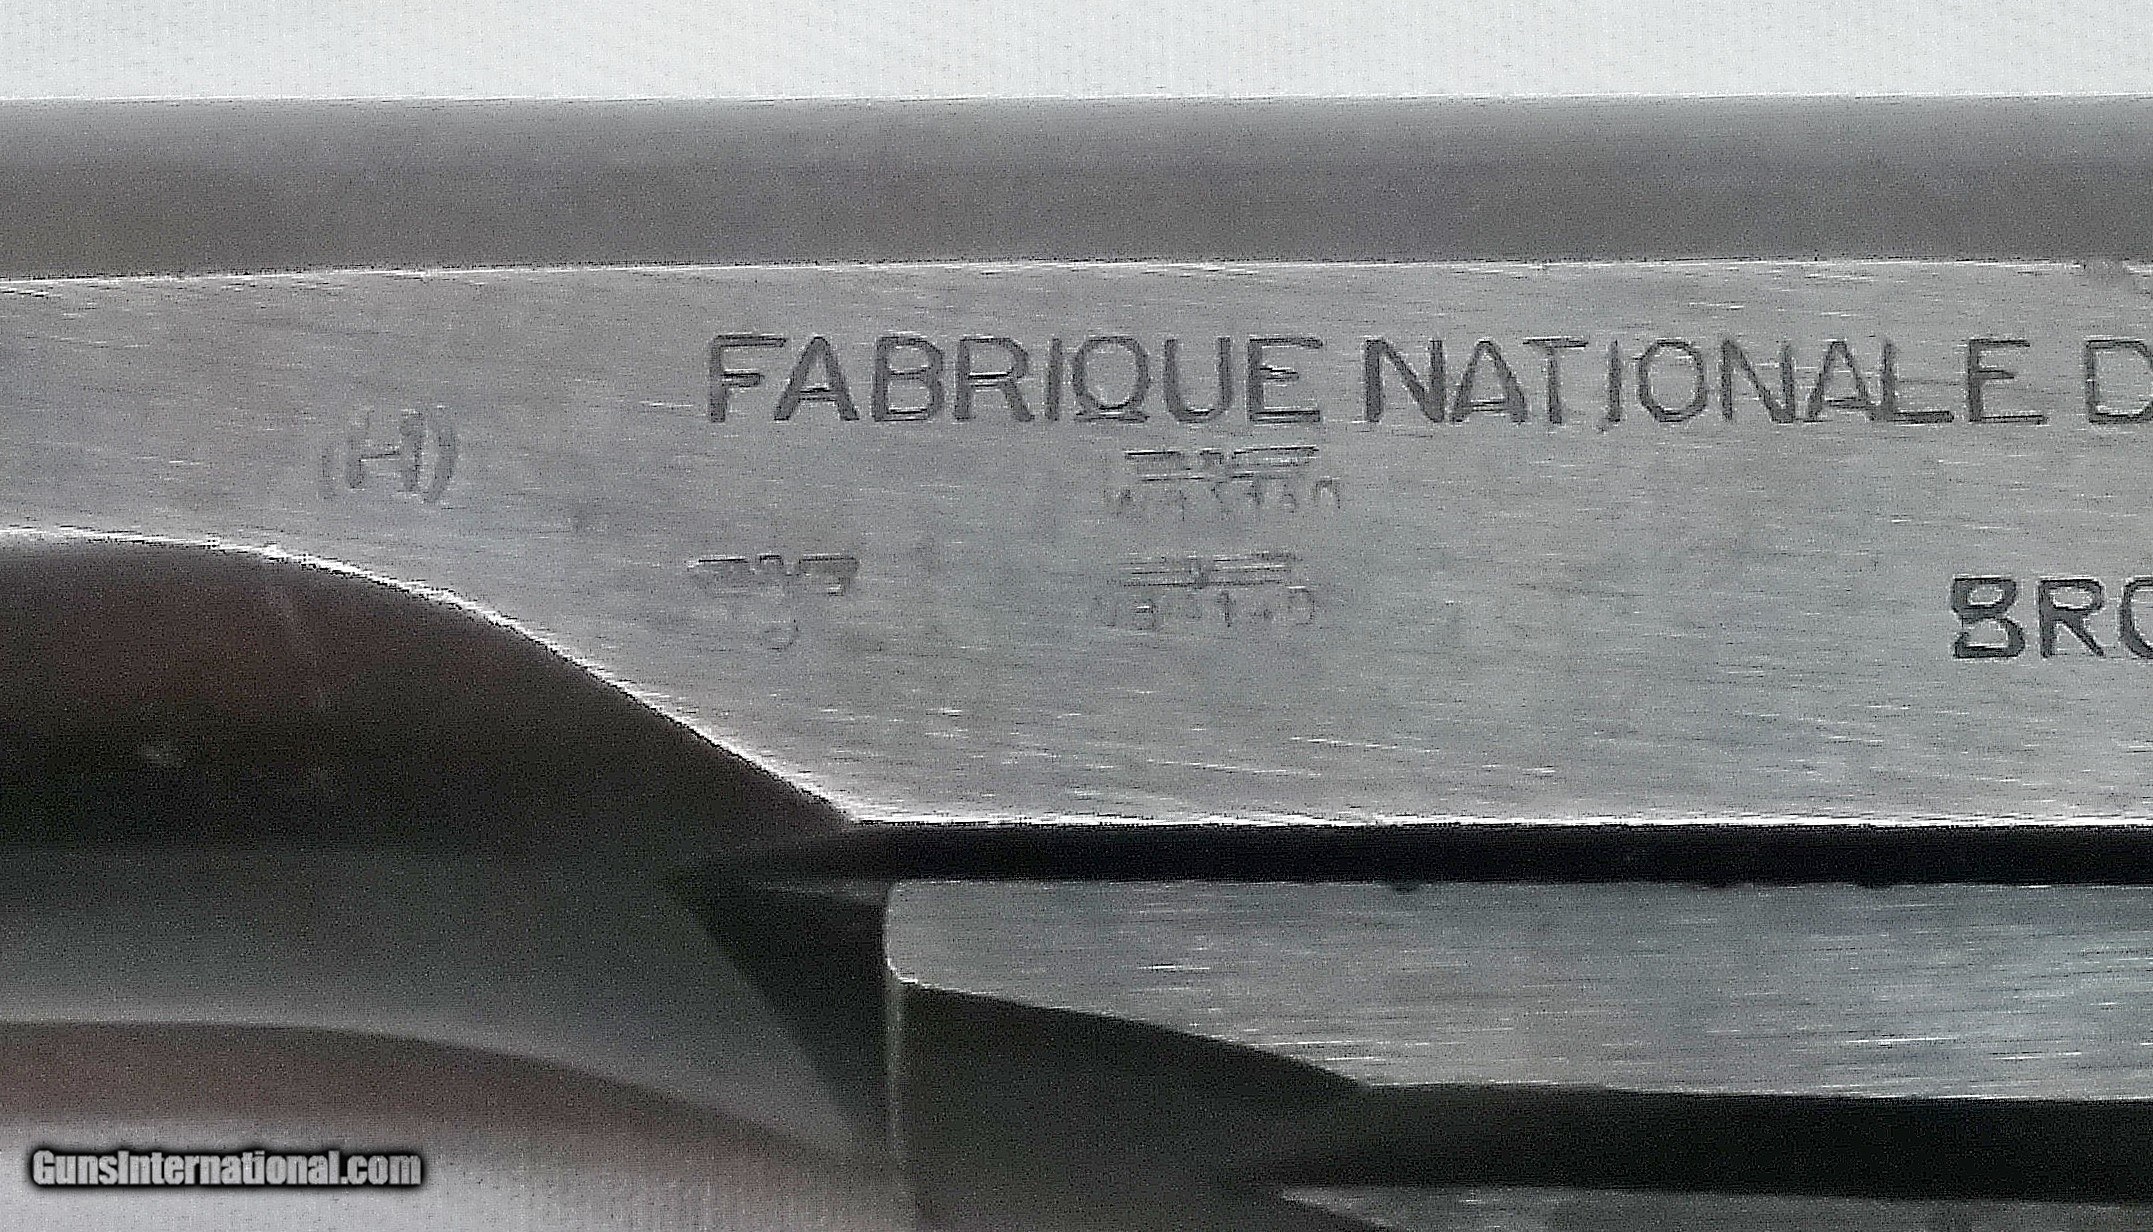 FABRIQUE NATIONALE D
(H)
BRO
GunsInternational.com